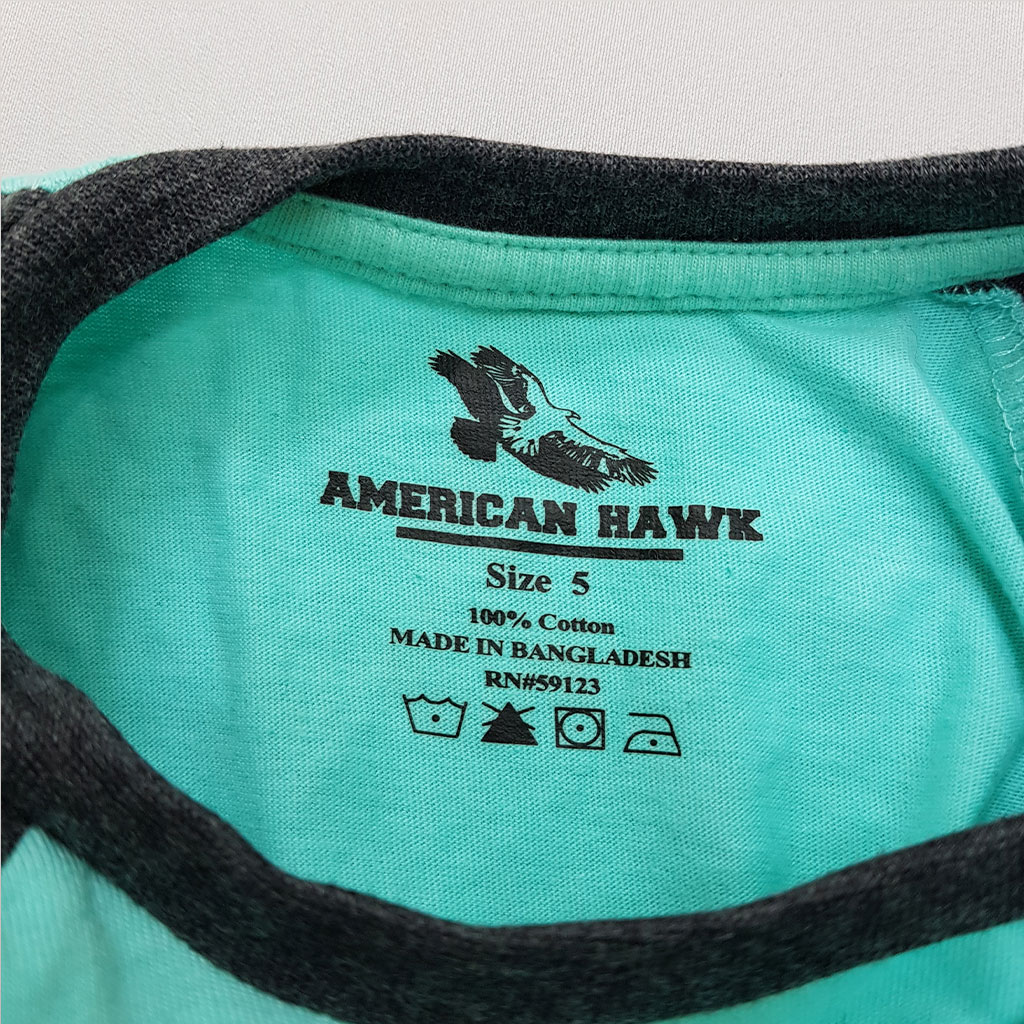 AMERICAN HAWK
Size 5
100% Cotton
MADE IN BANGLADESH
RN#59123